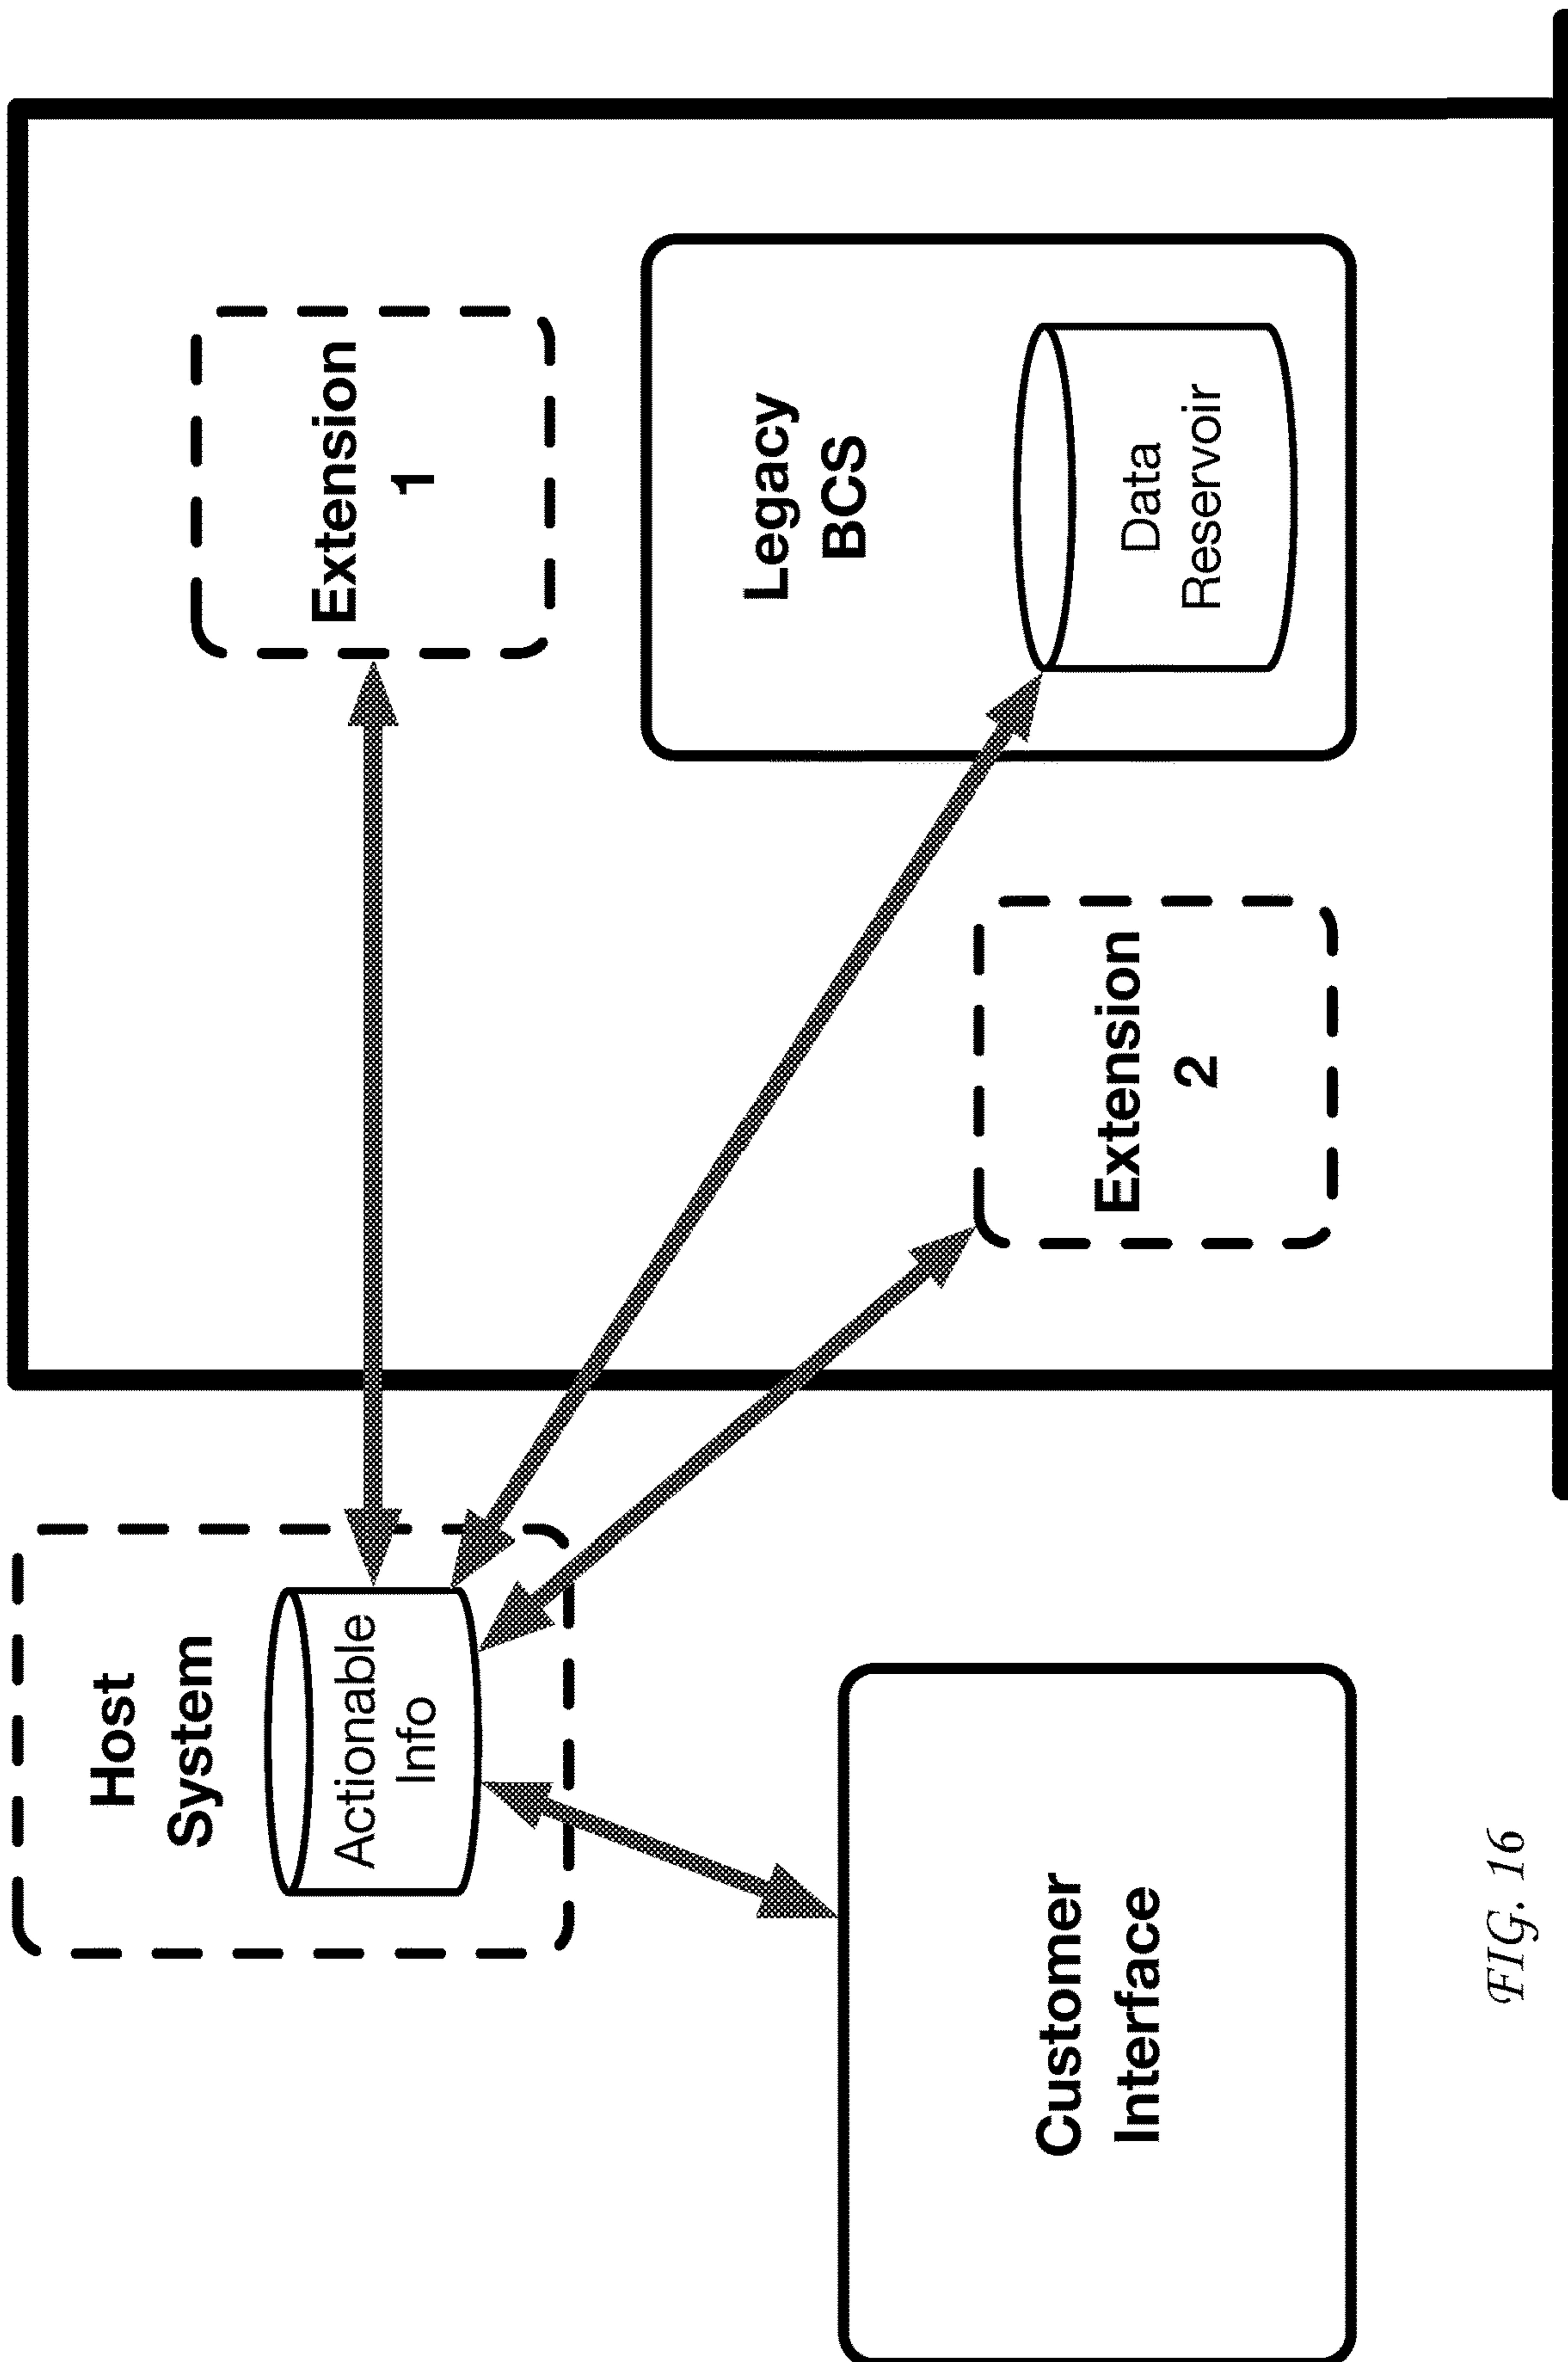 Host
System
Actionable
Info
Extension
1
Legacy
BCS
Data
Reservoir
Extension
2
Customer
Interface
FIG. 16